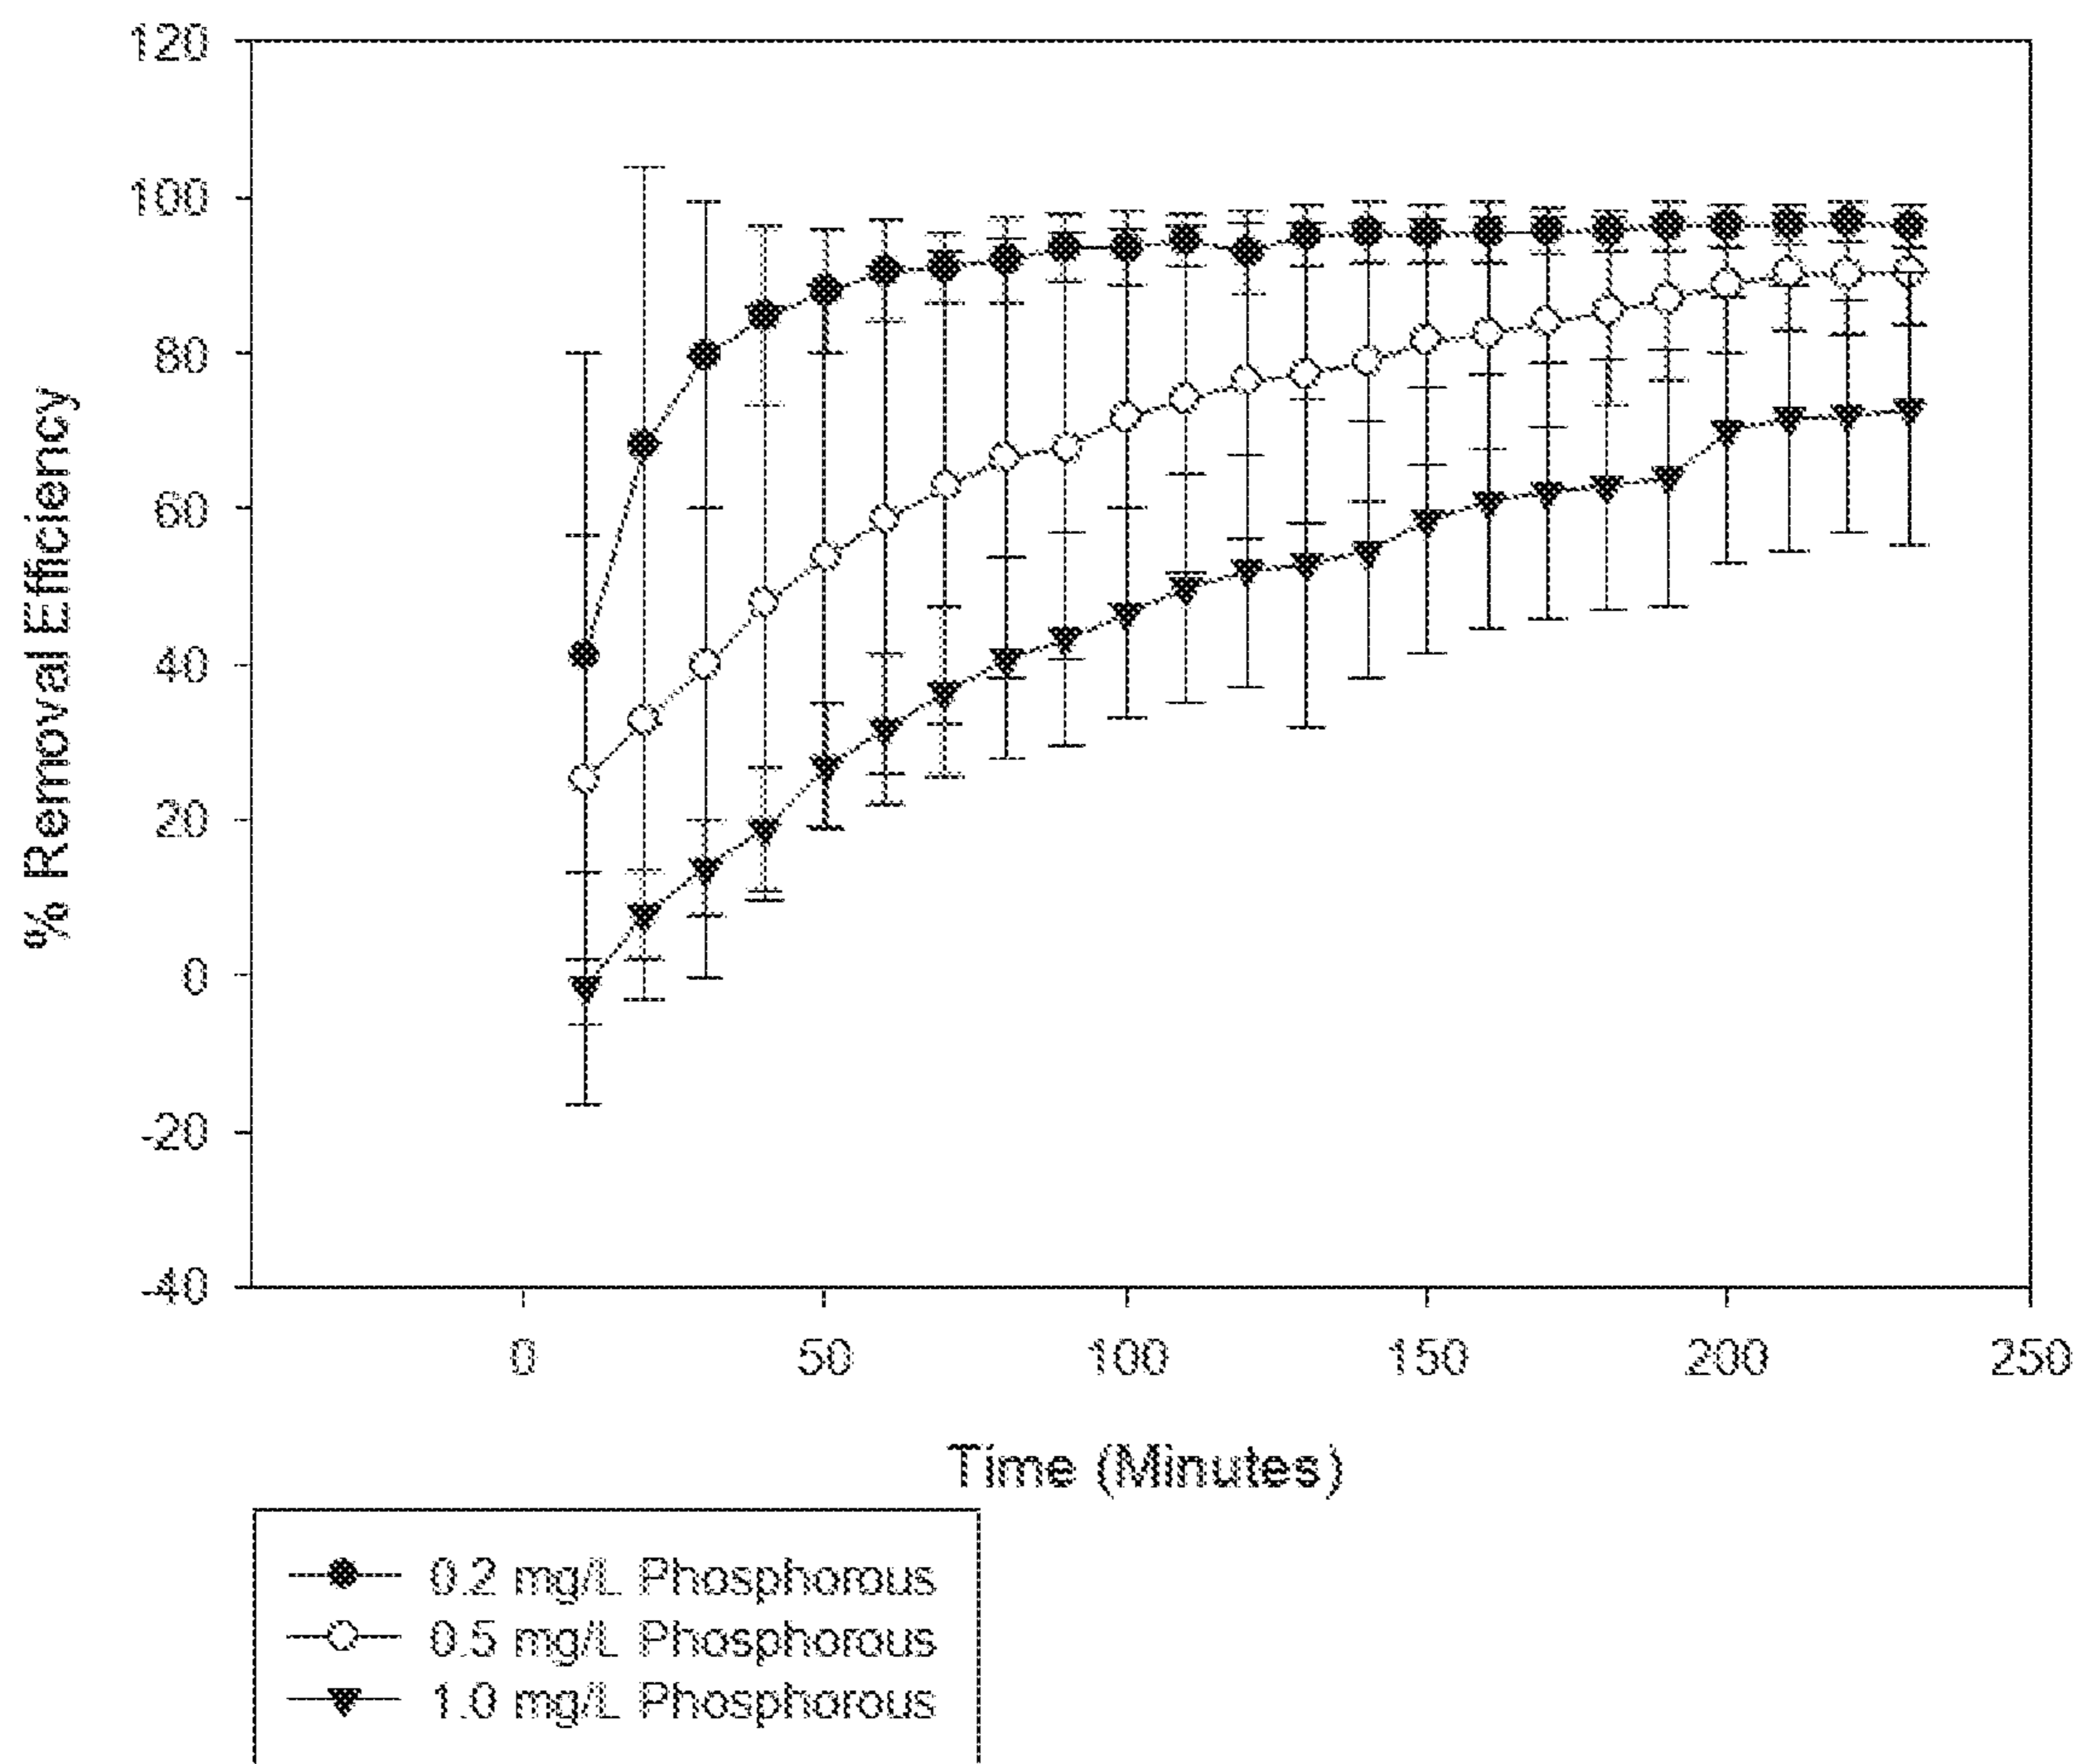 120
100
80
60
40
20
0
-20
-40
% Removal Efficiency
0 50 100 150 200 250
Time (Minutes)
0.2 mg/L Phosphorous
0.5 mg/L Phosphorous
1.0 mg/L Phosphorous